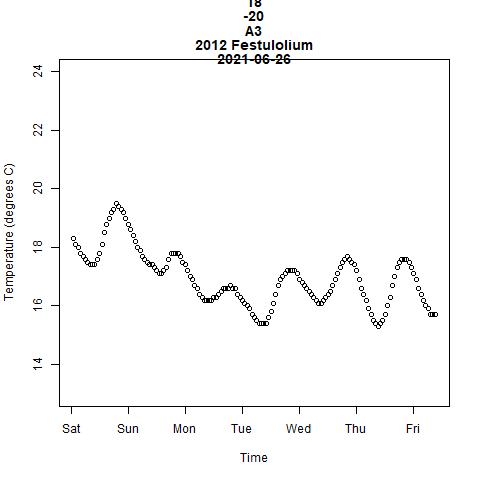 18
-20
A3
2012 Festulolium
2021-06-26
24
22
20
18
16
14
Temperature (degrees C)
Sat Sun Mon Tue Wed Thu Fri
Time